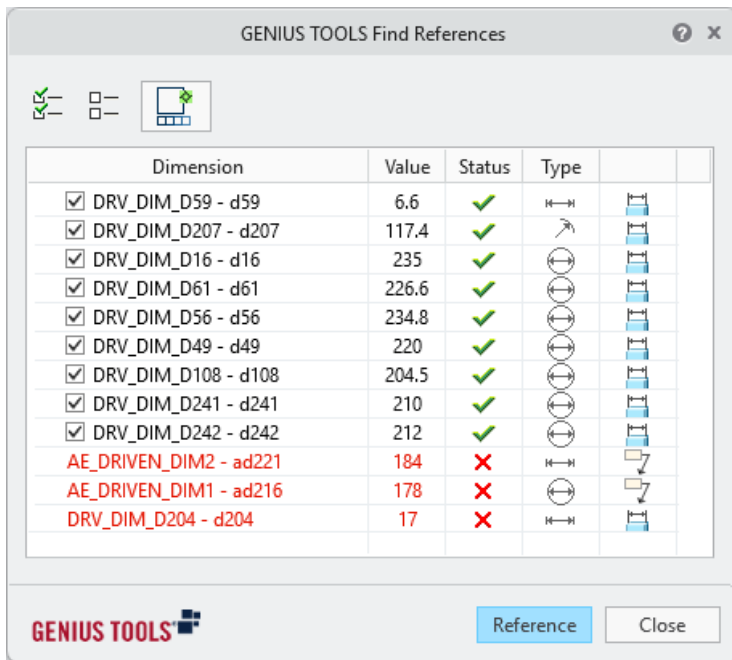 GENIUS TOOLS Find References
Dimension Value Status Type
DRV_DIM_D59 - d59 6.6
DRV_DIM_D207 - d207 117.4
DRV_DIM_D16 - d16 235
DRV_DIM_D61 - d61 226.6
DRV_DIM_D56 - d56 234.8
DRV_DIM_D49 - d49 220
DRV_DIM_D108 - d108 204.5
DRV_DIM_D241 - d241 210
DRV_DIM_D242 - d242 212
AE_DRIVEN_DIM2 - ad221 184
AE_DRIVEN_DIM1 - ad216 178
DRV_DIM_D204 - d204 17
GENIUS TOOLS Reference Close